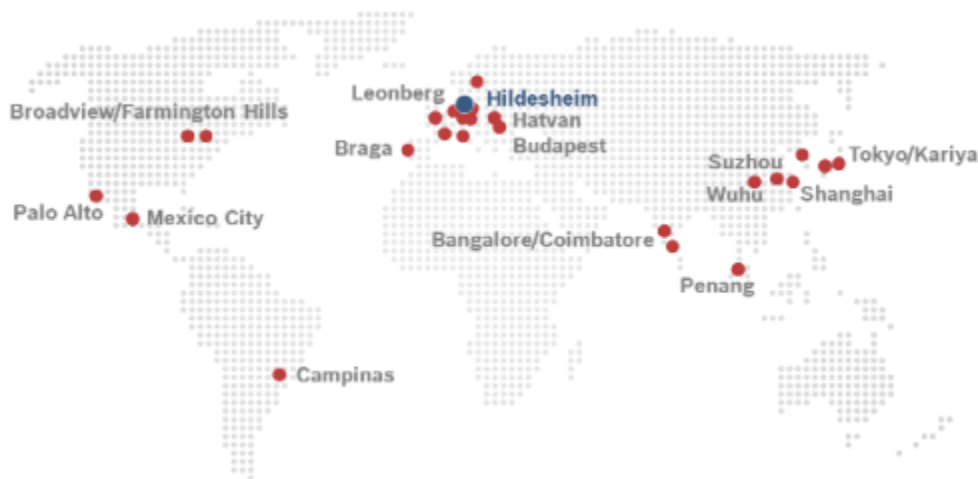 Leonberg
Hildesheim
Broadview/Farmington Hills
Hatvan
Braga
Budapest
Suzhou
Tokyo/Kariya
Wuhu
Shanghai
Palo Alto
Mexico City
Bangalore/Coimbatore
Penang
Campinas